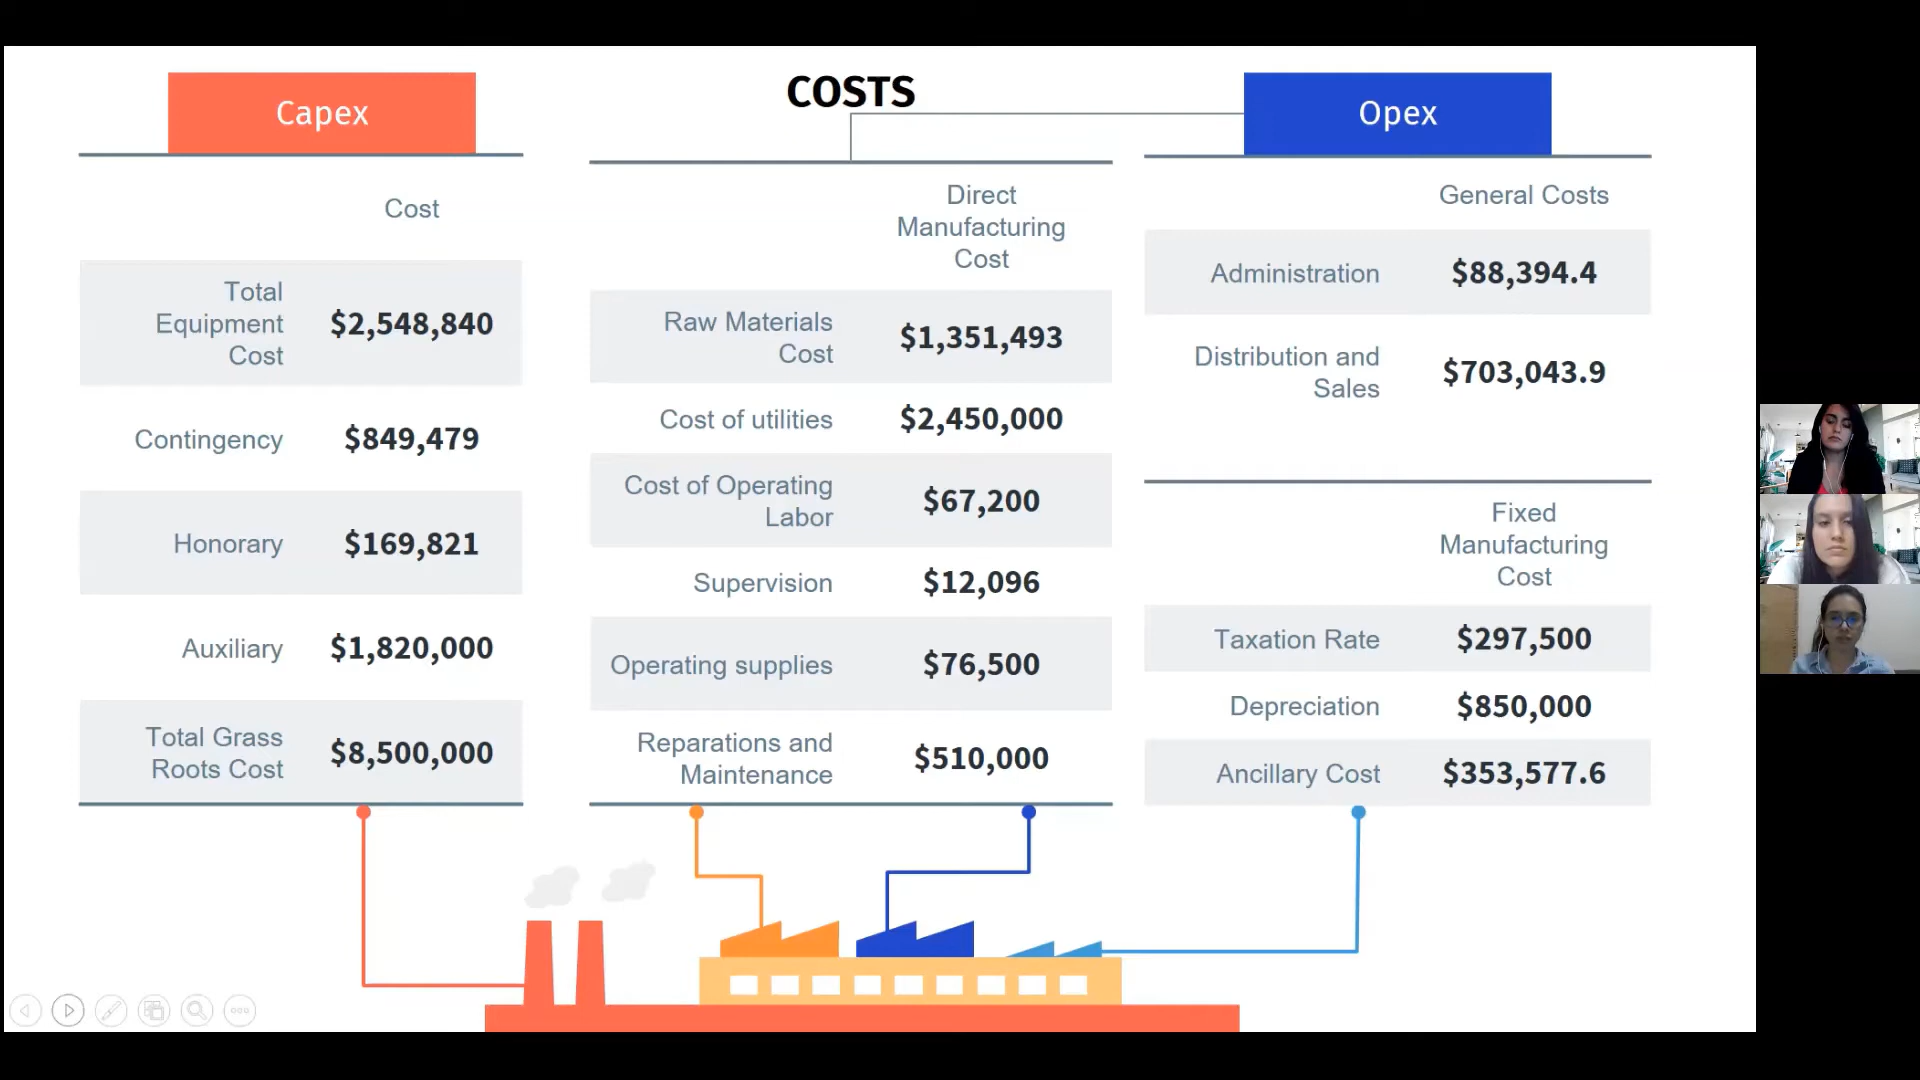 COSTS
Capex
Cost
Total
Equipment
Cost
$2,548,840
Contingency
$849,479
Honorary
$169,821
Auxiliary
$1,820,000
Total Grass
Roots Cost
$8,500,000
Direct
Manufacturing
Cost
Raw Materials
Cost
$1,351,493
Cost of utilities
$2,450,000
Cost of Operating
Labor
$67,200
Supervision
$12,096
Operating supplies
$76,500
Reparations and
Maintenance
$510,000
Opex
General Costs
Administration
$88,394.4
Distribution and
Sales
$703,043.9
Fixed
Manufacturing
Cost
Taxation Rate
$297,500
Depreciation
$850,000
Ancillary Cost
$353,577.6